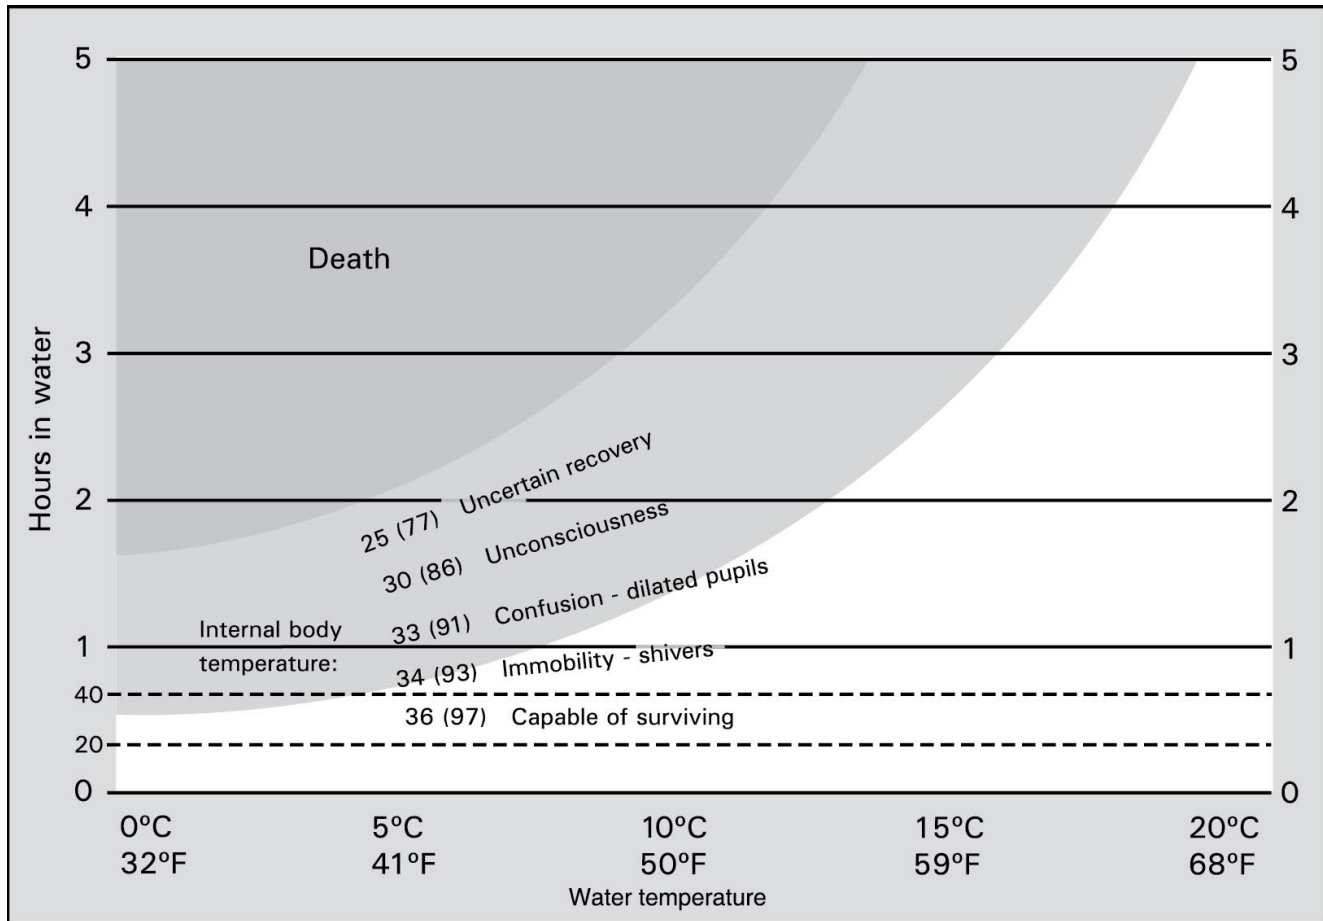 5
5
4
4
Death
3
3
Hours in water
25 (77) Uncertain recovery
2
2
30 (86) Unconsciousness
33 (91) Confusion - dilated pupils
Internal body
temperature:
1
1
34 (93) Immobility - shivers
40
36 (97) Capable of surviving
20
0
0
0ºC 5ºC 10ºC 15ºC 20ºC
32ºF 41ºF 50ºF 59ºF 68ºF
Water temperature